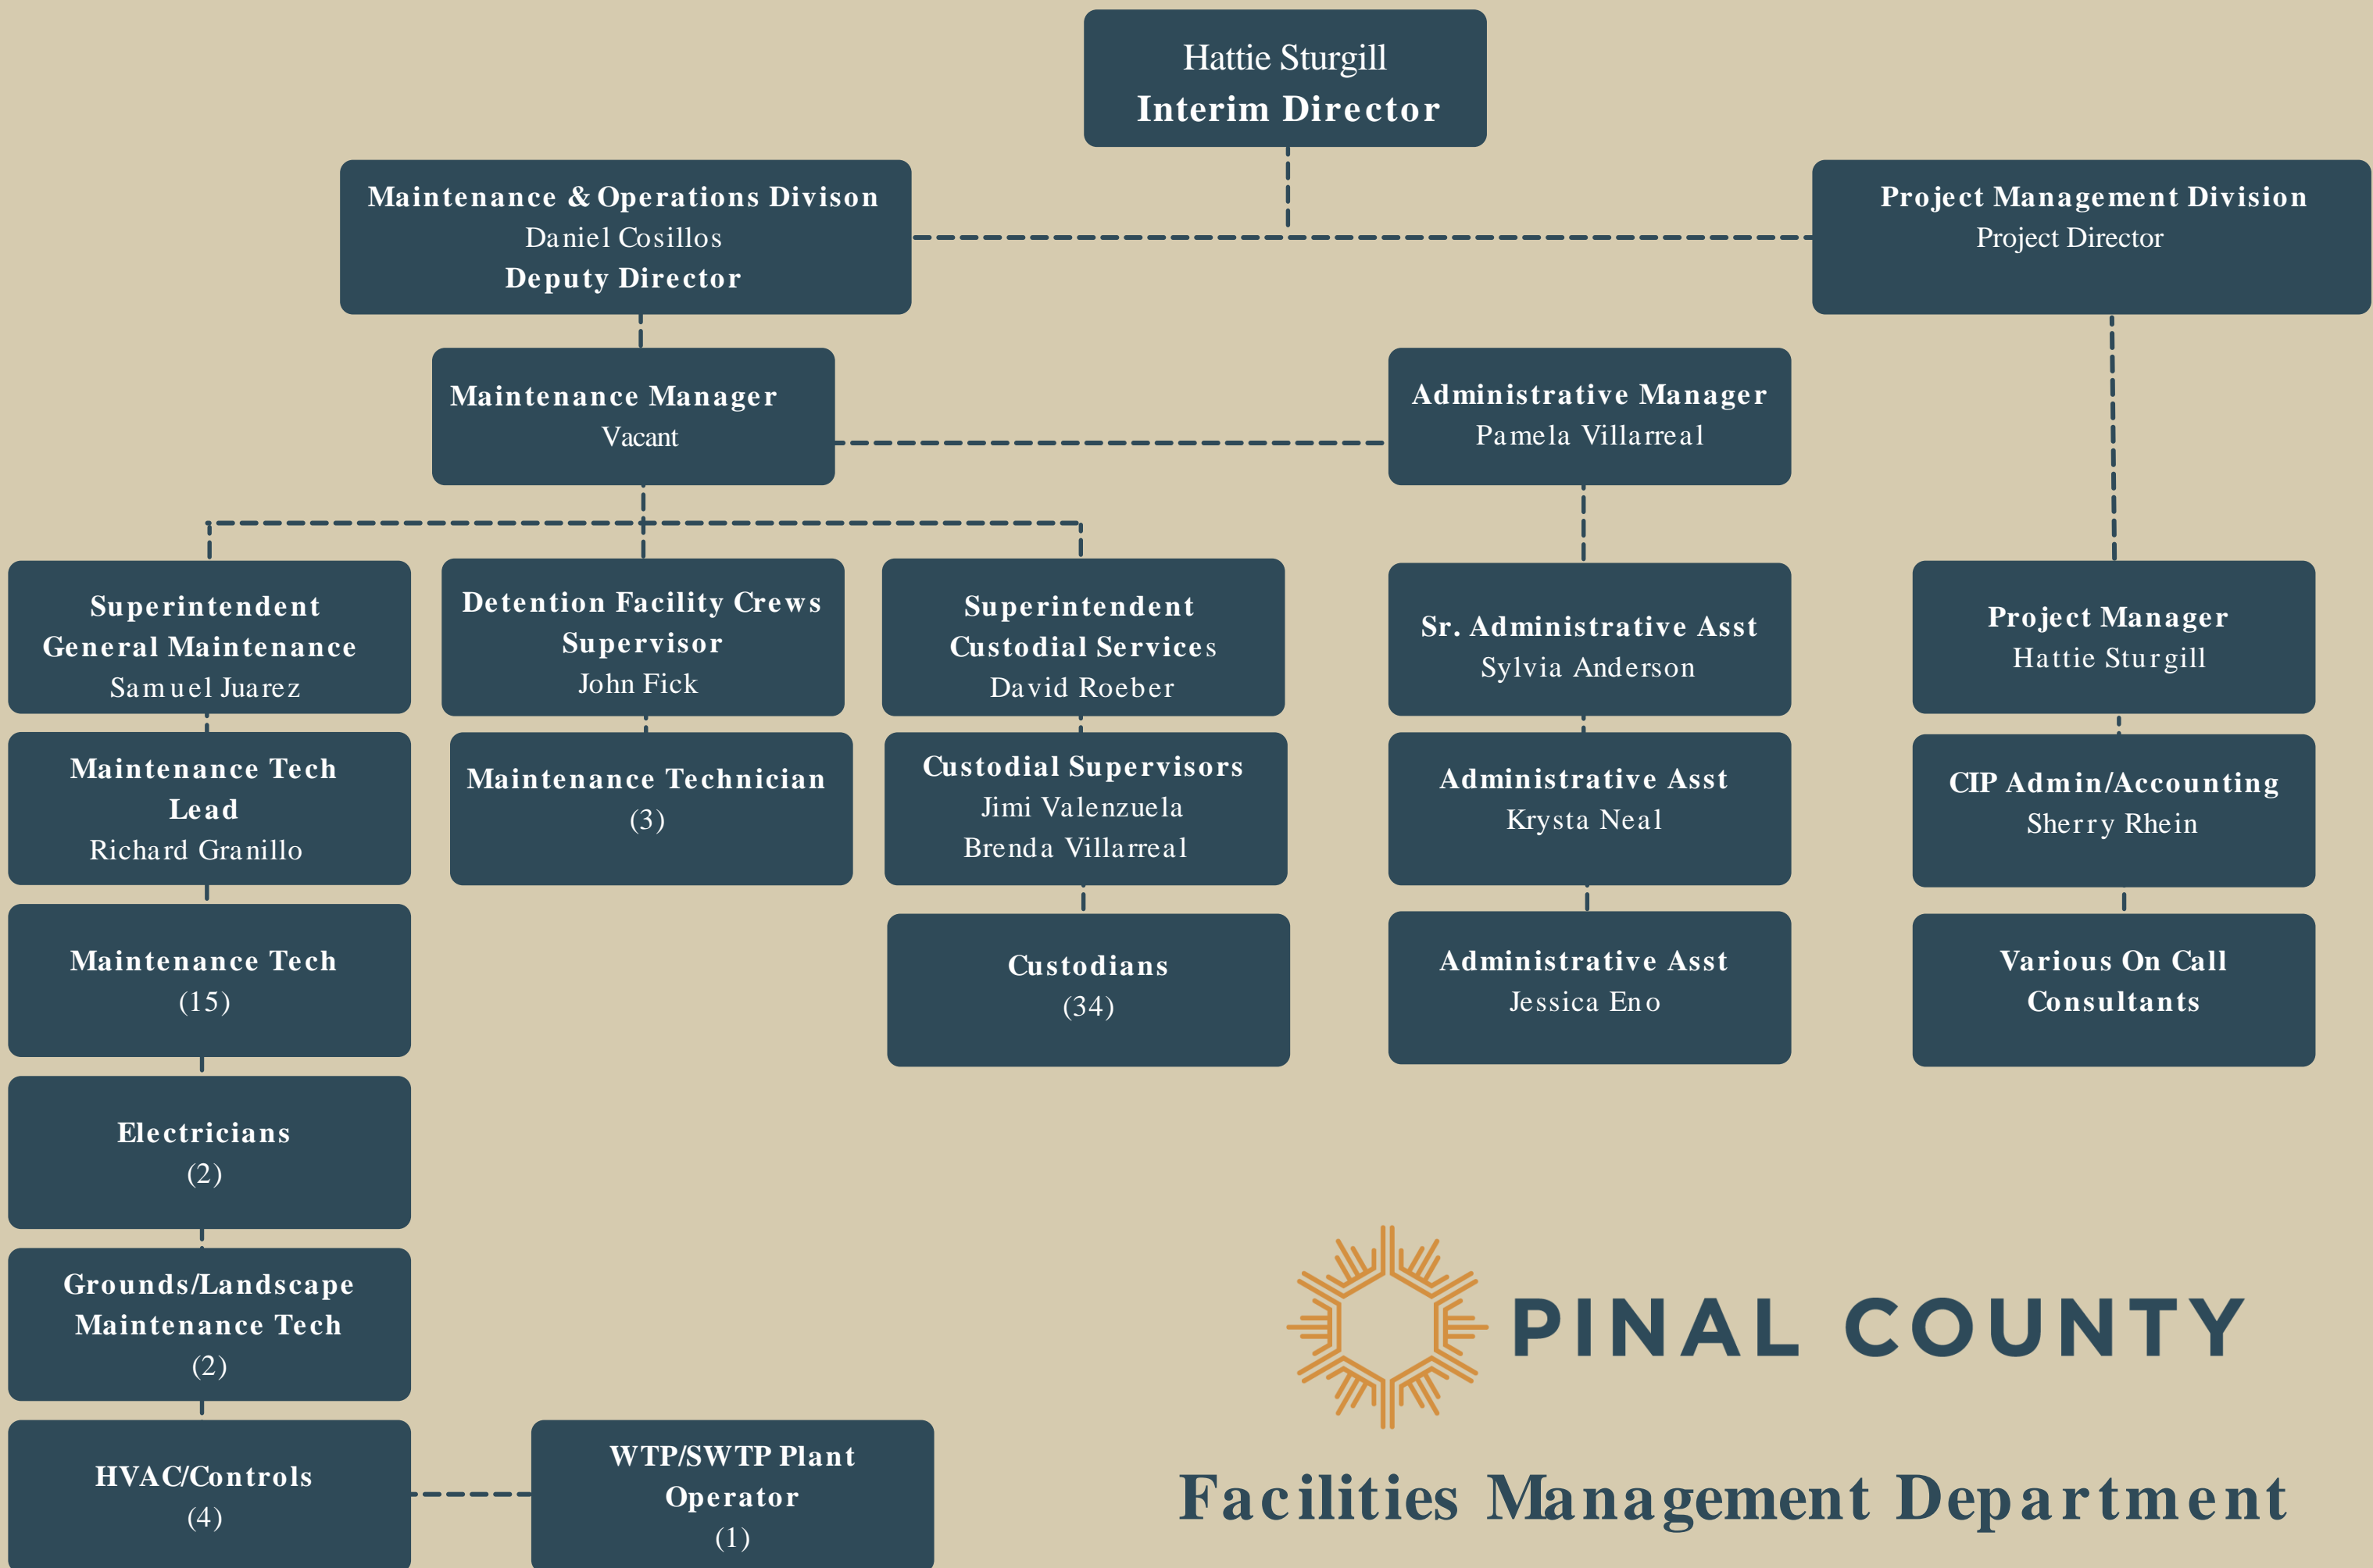 Hattie Sturgill
Interim Director
Maintenance & Operations Divison
Daniel Cosillos
Deputy Director
Project Management Division
Project Director
Maintenance Manager
Vacant
Administrative Manager
Pamela Villarreal
Superintendent
General Maintenance
Samuel Juarez
Detention Facility Crews
Supervisor
John Fick
Superintendent
Custodial Services
David Roeber
Sr. Administrative Asst
Sylvia Anderson
Project Manager
Hattie Sturgill
Maintenance Tech
Lead
Richard Granillo
Maintenance Technician
(3)
Custodial Supervisors
Jimi Valenzuela
Brenda Villarreal
Administrative Asst
Krysta Neal
CIP Admin/Accounting
Sherry Rhein
Maintenance Tech
(15)
Custodians
(34)
Administrative Asst
Jessica Eno
Various On Call
Consultants
Electricians
(2)
Grounds/Landscape
Maintenance Tech
(2)
HVAC/Controls
(4)
WTP/SWTP Plant
Operator
(1)
PINAL COUNTY
Facilities Management Department